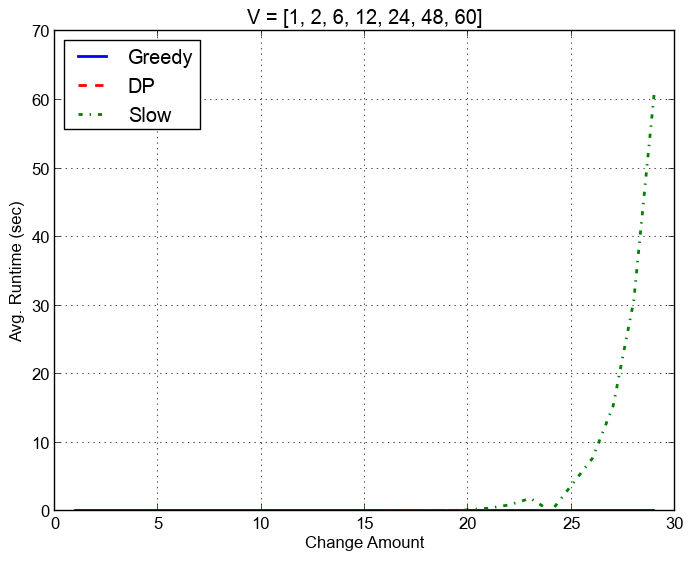 V = [1, 2, 6, 12, 24, 48, 60]
70
60
50
40
30
20
10
0
Avg. Runtime (sec)
Greedy
DP
Slow
0 5 10 15 20 25 30
Change Amount